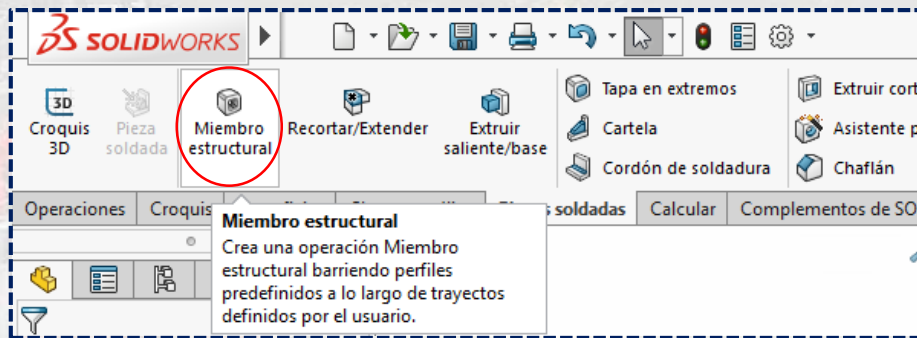 SOLIDWORKS
3D
Croquis 3D
Pieza soldada
Miembro estructural
Recortar/Extender
Extruir saliente/base
Tapa en extremos
Cartela
Cordón de soldadura
Extruir cort
Asistente p
Chaflán
Operaciones
Croquis
soldadas
Calcular
Complementos de SO
Miembro estructural
Crea una operación Miembro
estructural barriendo perfiles
predefinidos a lo largo de trayectos
definidos por el usuario.